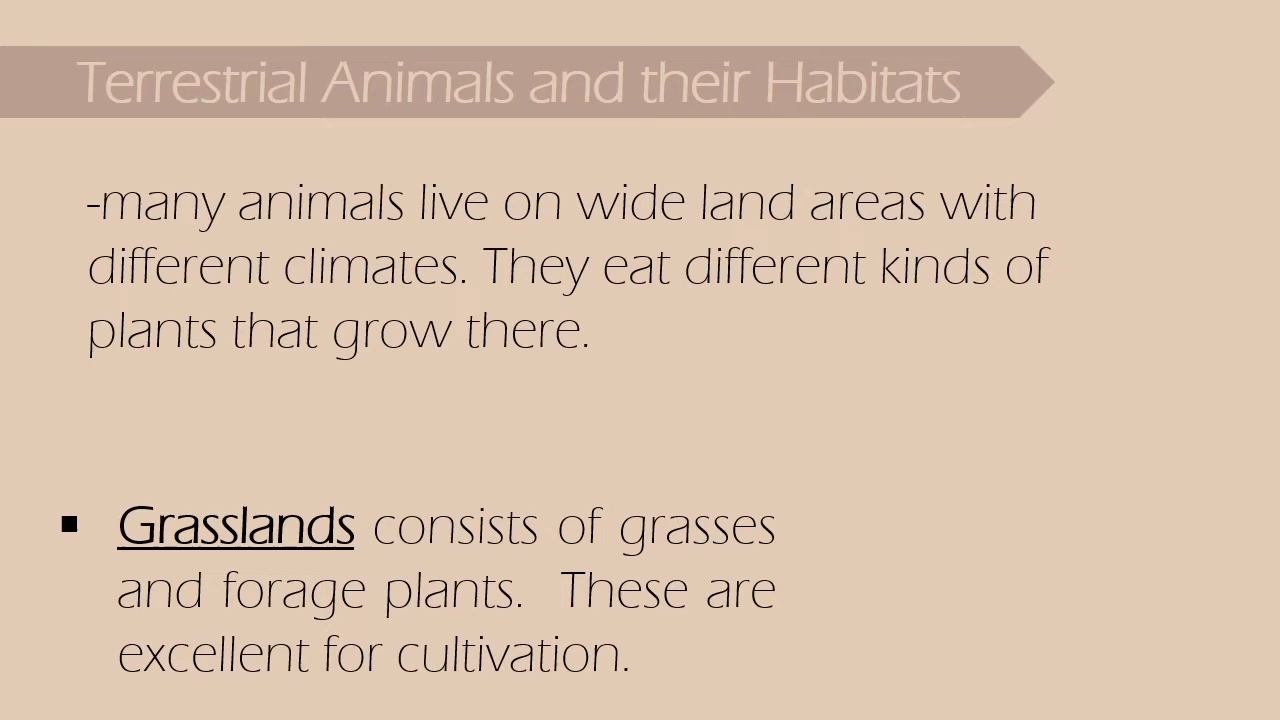 Terrestrial Animals and their Habitats
-many animals live on wide land areas with
different climates. They eat different kinds of
plants that grow there.
▪ Grasslands consists of grasses
and forage plants. These are
excellent for cultivation.